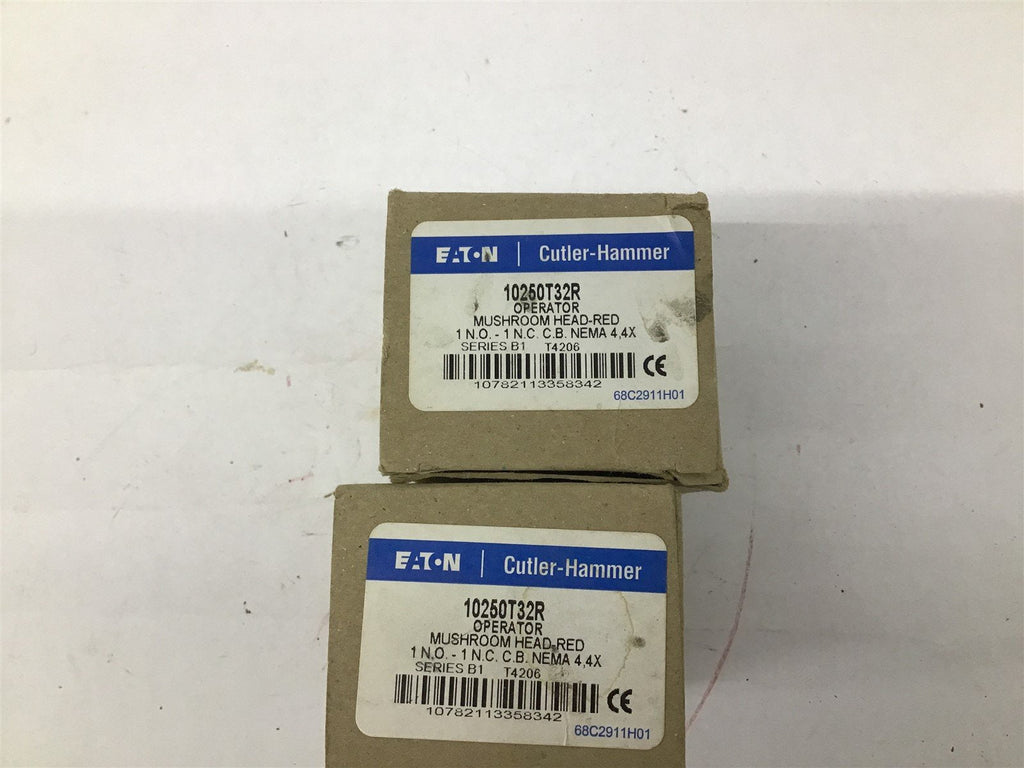 EATON | Cutler-Hammer
10250T32R
OPERATOR
MUSHROOM HEAD-RED
1 N.O. - 1 N.C. C.B. NEMA 4,4X
SERIES B1 T4206
CE
10782113358342
68C2911H01
EATON | Cutler-Hammer
10250T32R
OPERATOR
MUSHROOM HEAD-RED
1 N.O. - 1 N.C. C.B. NEMA 4,4X
SERIES B1 T4206
CE
10782113358342
68C2911H01